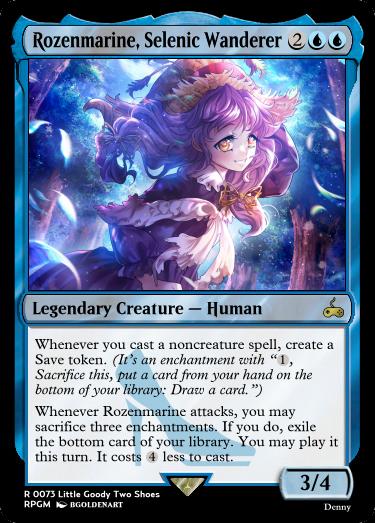 Rozenmarine, Selenic Wanderer 2
Legendary Creature — Human
Whenever you cast a noncreature spell, create a
Save token. (It's an enchantment with “1,
Sacrifice this, put a card from your hand on the
bottom of your library: Draw a card.”)
Whenever Rozenmarine attacks, you may
sacrifice three enchantments. If you do, exile
the bottom card of your library. You may play it
this turn. It costs 4 less to cast.
3/4
R 0073 Little Goody Two Shoes
RPGM BGOLDENART
Denny